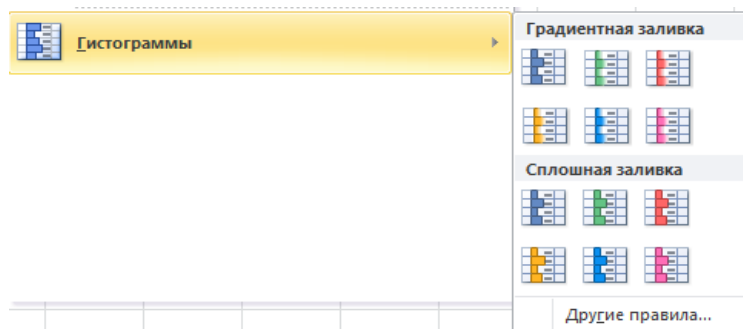 Гистограммы
Градиентная заливка
Сплошная заливка
Другие правила...